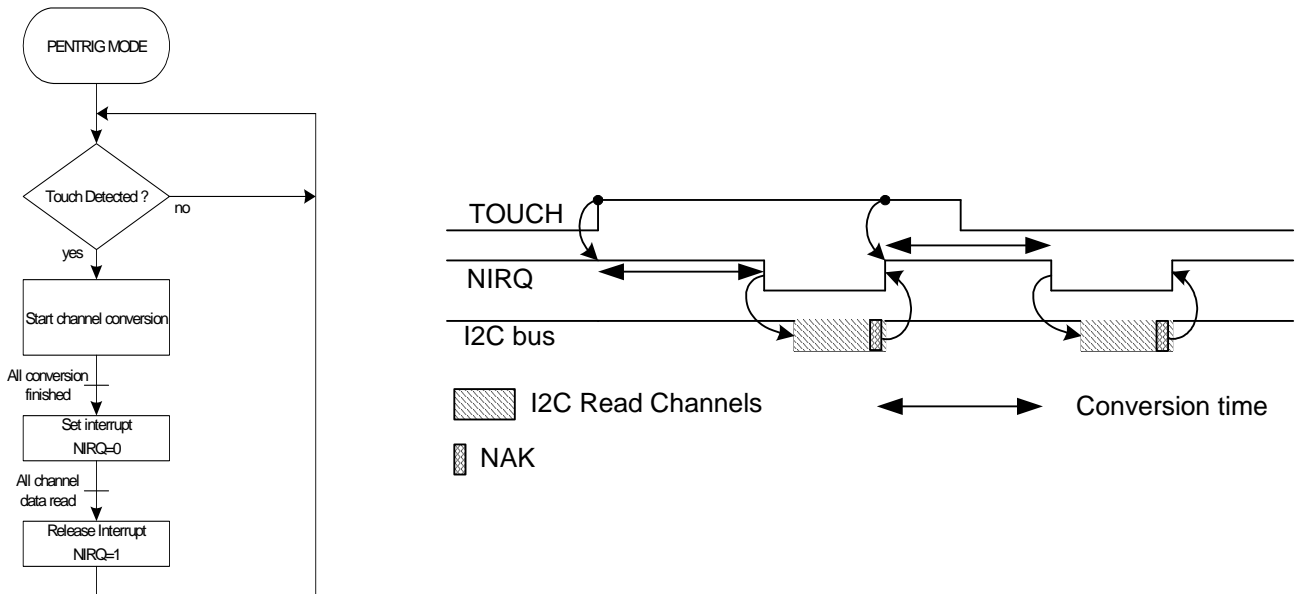 PENTRIG MODE
Touch Detected ?
no
yes
Start channel conversion
All conversion
finished
Set interrupt
NIRQ=0
All channel
data read
Release Interrupt
NIRQ=1
TOUCH
NIRQ
I2C bus
I2C Read Channels
Conversion time
NAK